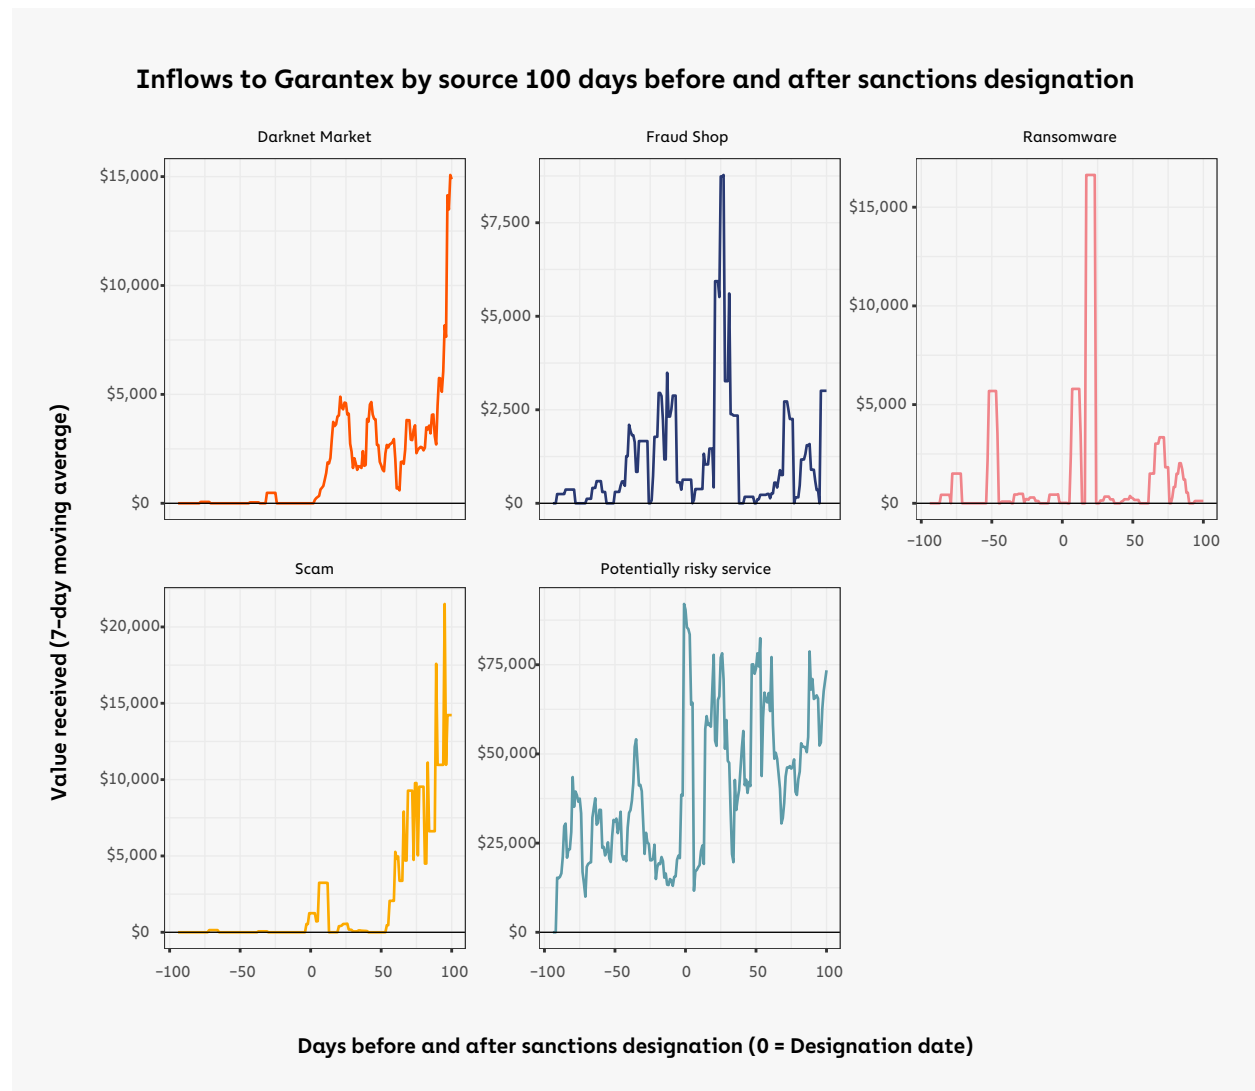 Inflows to Garantex by source 100 days before and after sanctions designation
Darknet Market
$15,000
$10,000
$5,000
$0
Fraud Shop
$7,500
$5,000
$2,500
$0
Ransomware
$15,000
$10,000
$5,000
$0
−100 −50 0 50 100
Value received (7-day moving average)
Scam
$20,000
$15,000
$10,000
$5,000
$0
−100 −50 0 50 100
Potentially risky service
$75,000
$50,000
$25,000
$0
−100 −50 0 50 100
Days before and after sanctions designation (0 = Designation date)